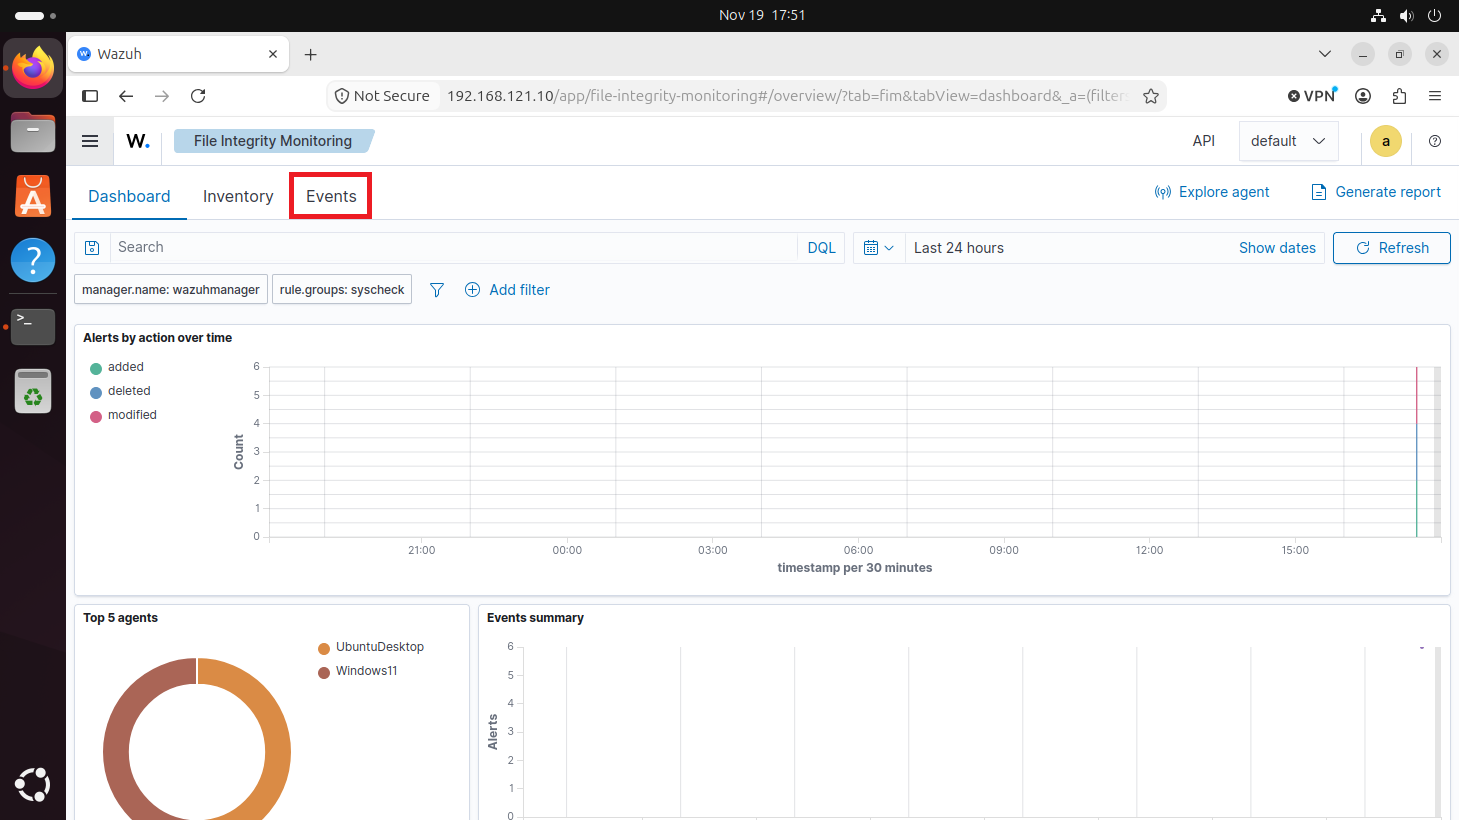 Nov 19 17:51
Wazuh
Not Secure 192.168.121.10/app/file-integrity-monitoring#/overview/?tab=fim&tabView=dashboard&_a=(filter:
VPN
W. File Integrity Monitoring
API default a
Dashboard Inventory Events
Explore agent Generate report
Search DQL Last 24 hours Show dates Refresh
manager.name: wazuhmanager rule.groups: syscheck Add filter
Alerts by action over time
added
deleted
modified
Count
6
5
4
3
2
1
0
21:00 00:00 03:00 06:00 09:00 12:00 15:00
timestamp per 30 minutes
Top 5 agents
UbuntuDesktop
Windows11
Events summary
Alerts
6
5
4
3
2
1
0